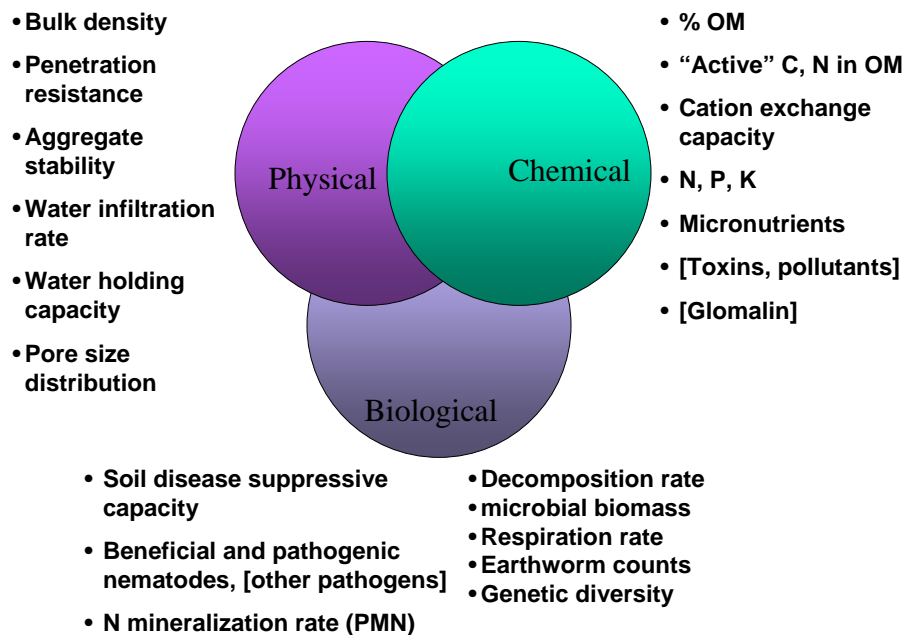 • Bulk density
• Penetration
resistance
• Aggregate
stability
• Water infiltration
rate
• Water holding
capacity
• Pore size
distribution
Physical
Chemical
Biological
• % OM
• “Active” C, N in OM
• Cation exchange
capacity
• N, P, K
• Micronutrients
• [Toxins, pollutants]
• [Glomalin]
• Soil disease suppressive
capacity
• Beneficial and pathogenic
nematodes, [other pathogens]
• N mineralization rate (PMN)
• Decomposition rate
• microbial biomass
• Respiration rate
• Earthworm counts
• Genetic diversity